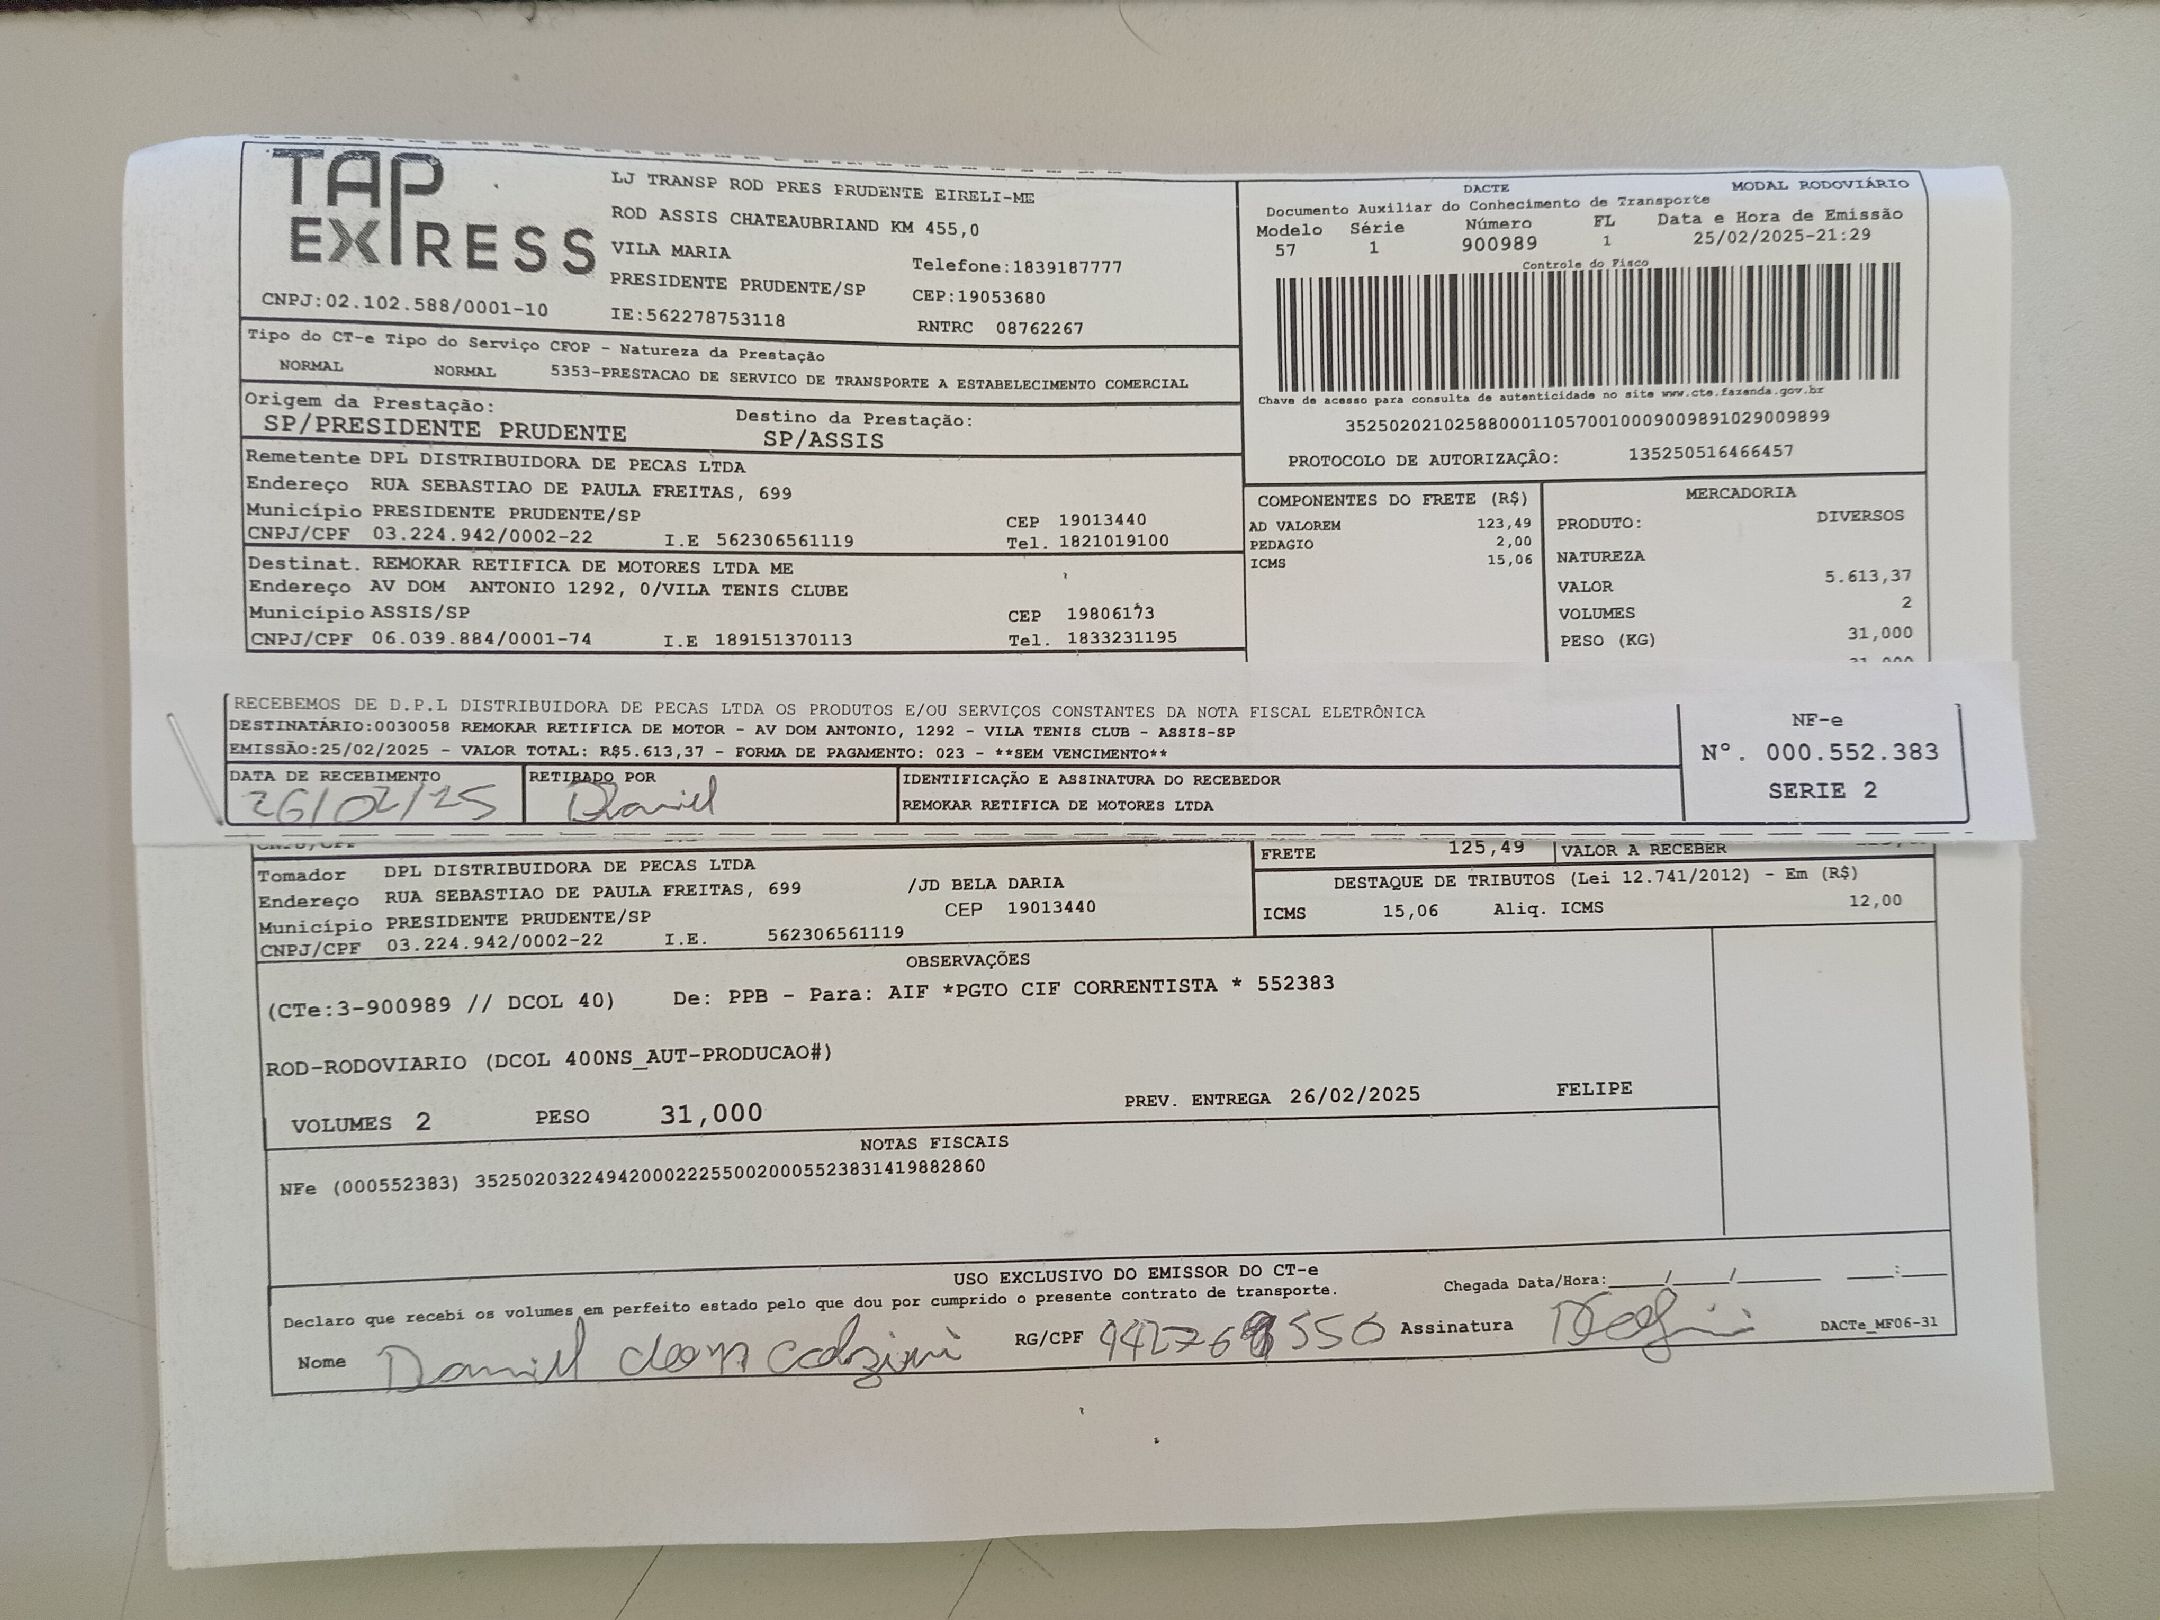 TAP
EXPRESS
CNPJ:02.102.588/0001-10
LJ TRANSP ROD PRES PRUDENTE EIRELI-ME
ROD ASSIS CHATEAUBRIAND KM 455,0
VILA MARIA
Telefone:1839187777
PRESIDENTE PRUDENTE/SP CEP:19053680
IE:562278753118 RNTRC 08762267
DACTE MODAL RODOVIÁRIO
Documento Auxiliar do Conhecimento de Transporte
Modelo Série Número FL Data e Hora de Emissão
57 1 900989 1 25/02/2025-21:29
Controle do Fisco
Chave de acesso para consulta de autenticidade no site www.cte.fazenda.gov.br
35250202102588000110570010009009891029009899
PROTOCOLO DE AUTORIZAÇÂO: 135250516466457
Tipo do CT-e Tipo do Serviço CFOP - Natureza da Prestação
NORMAL NORMAL 5353-PRESTACAO DE SERVICO DE TRANSPORTE A ESTABELECIMENTO COMERCIAL
Origem da Prestação: Destino da Prestação:
SP/PRESIDENTE PRUDENTE SP/ASSIS
Remetente DPL DISTRIBUIDORA DE PECAS LTDA
Endereço RUA SEBASTIAO DE PAULA FREITAS, 699
Município PRESIDENTE PRUDENTE/SP CEP 19013440
CNPJ/CPF 03.224.942/0002-22 I.E 562306561119 Tel. 1821019100
Destinat. REMOKAR RETIFICA DE MOTORES LTDA ME
Endereço AV DOM ANTONIO 1292, 0/VILA TENIS CLUBE
Município ASSIS/SP CEP 19806173
CNPJ/CPF 06.039.884/0001-74 I.E 189151370113 Tel. 1833231195
COMPONENTES DO FRETE (R$)
AD VALOREM 123,49
PEDAGIO 2,00
ICMS 15,06
MERCADORIA
PRODUTO: DIVERSOS
NATUREZA
VALOR 5.613,37
VOLUMES 2
PESO (KG) 31,000
RECEBEMOS DE D.P.L DISTRIBUIDORA DE PECAS LTDA OS PRODUTOS E/OU SERVIÇOS CONSTANTES DA NOTA FISCAL ELETRÔNICA
DESTINATÁRIO:0030058 REMOKAR RETIFICA DE MOTOR - AV DOM ANTONIO, 1292 - VILA TENIS CLUB - ASSIS-SP
EMISSÃO:25/02/2025 - VALOR TOTAL: R$5.613,37 - FORMA DE PAGAMENTO: 023 - **SEM VENCIMENTO**
DATA DE RECEBIMENTO RETIRADO POR IDENTIFICAÇÃO E ASSINATURA DO RECEBEDOR
26/02/25 Daniel REMOKAR RETIFICA DE MOTORES LTDA
NF-e
Nº. 000.552.383
SERIE 2
CNPJ/CPF
Tomador DPL DISTRIBUIDORA DE PECAS LTDA
Endereço RUA SEBASTIAO DE PAULA FREITAS, 699 /JD BELA DARIA
Município PRESIDENTE PRUDENTE/SP CEP 19013440
CNPJ/CPF 03.224.942/0002-22 I.E. 562306561119
FRETE 125,49 VALOR A RECEBER
DESTAQUE DE TRIBUTOS (Lei 12.741/2012) - Em (R$)
ICMS 15,06 Aliq. ICMS 12,00
OBSERVAÇÕES
(CTe:3-900989 // DCOL 40) De: PPB - Para: AIF *PGTO CIF CORRENTISTA * 552383
ROD-RODOVIARIO (DCOL 400NS_AUT-PRODUCAO#)
VOLUMES 2 PESO 31,000 PREV. ENTREGA 26/02/2025 FELIPE
NOTAS FISCAIS
NFe (000552383) 35250203224942000222550020005523831419882860
USO EXCLUSIVO DO EMISSOR DO CT-e
Declaro que recebi os volumes em perfeito estado pelo que dou por cumprido o presente contrato de transporte. Chegada Data/Hora:____/____/______ ___:___
Nome Daniel RG/CPF Assinatura DACTe_MF06-31